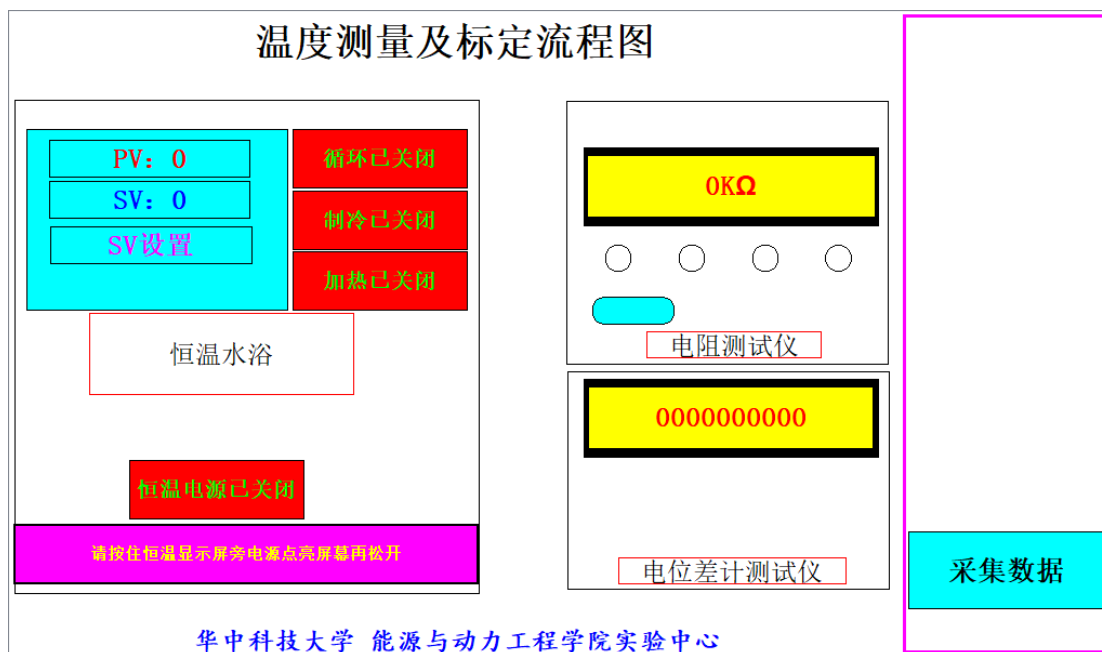 温度测量及标定流程图
PV：0
SV：0
SV设置
循环已关闭
制冷已关闭
加热已关闭
恒温水浴
恒温电源已关闭
请按住恒温显示屏旁电源点亮屏幕再松开
0KΩ
电阻测试仪
0000000000
电位差计测试仪
采集数据
华中科技大学 能源与动力工程学院实验中心